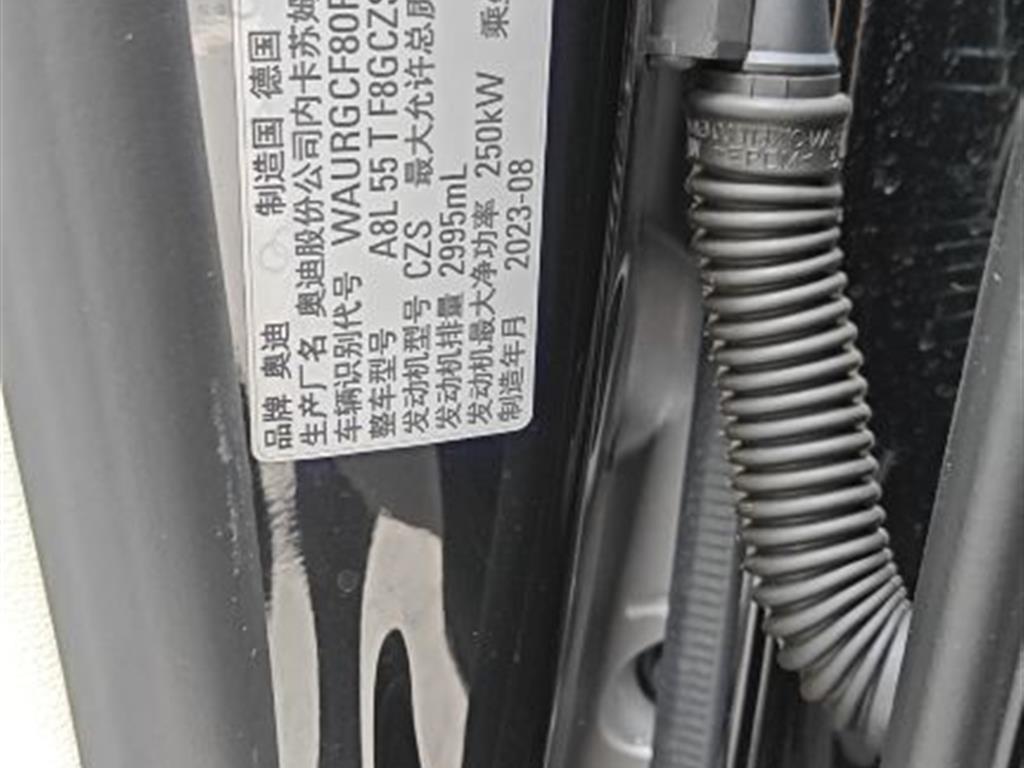 品牌 奥迪 制造国 德国
生产厂名 奥迪股份公司内卡苏姆
车辆识别代号 WAURGCF80
整车型号 A8L 55 T F8GCZS
发动机型号 CZS 最大允许总质
发动机排量 2995mL
发动机最大净功率 250kW 乘
制造年月 2023-08